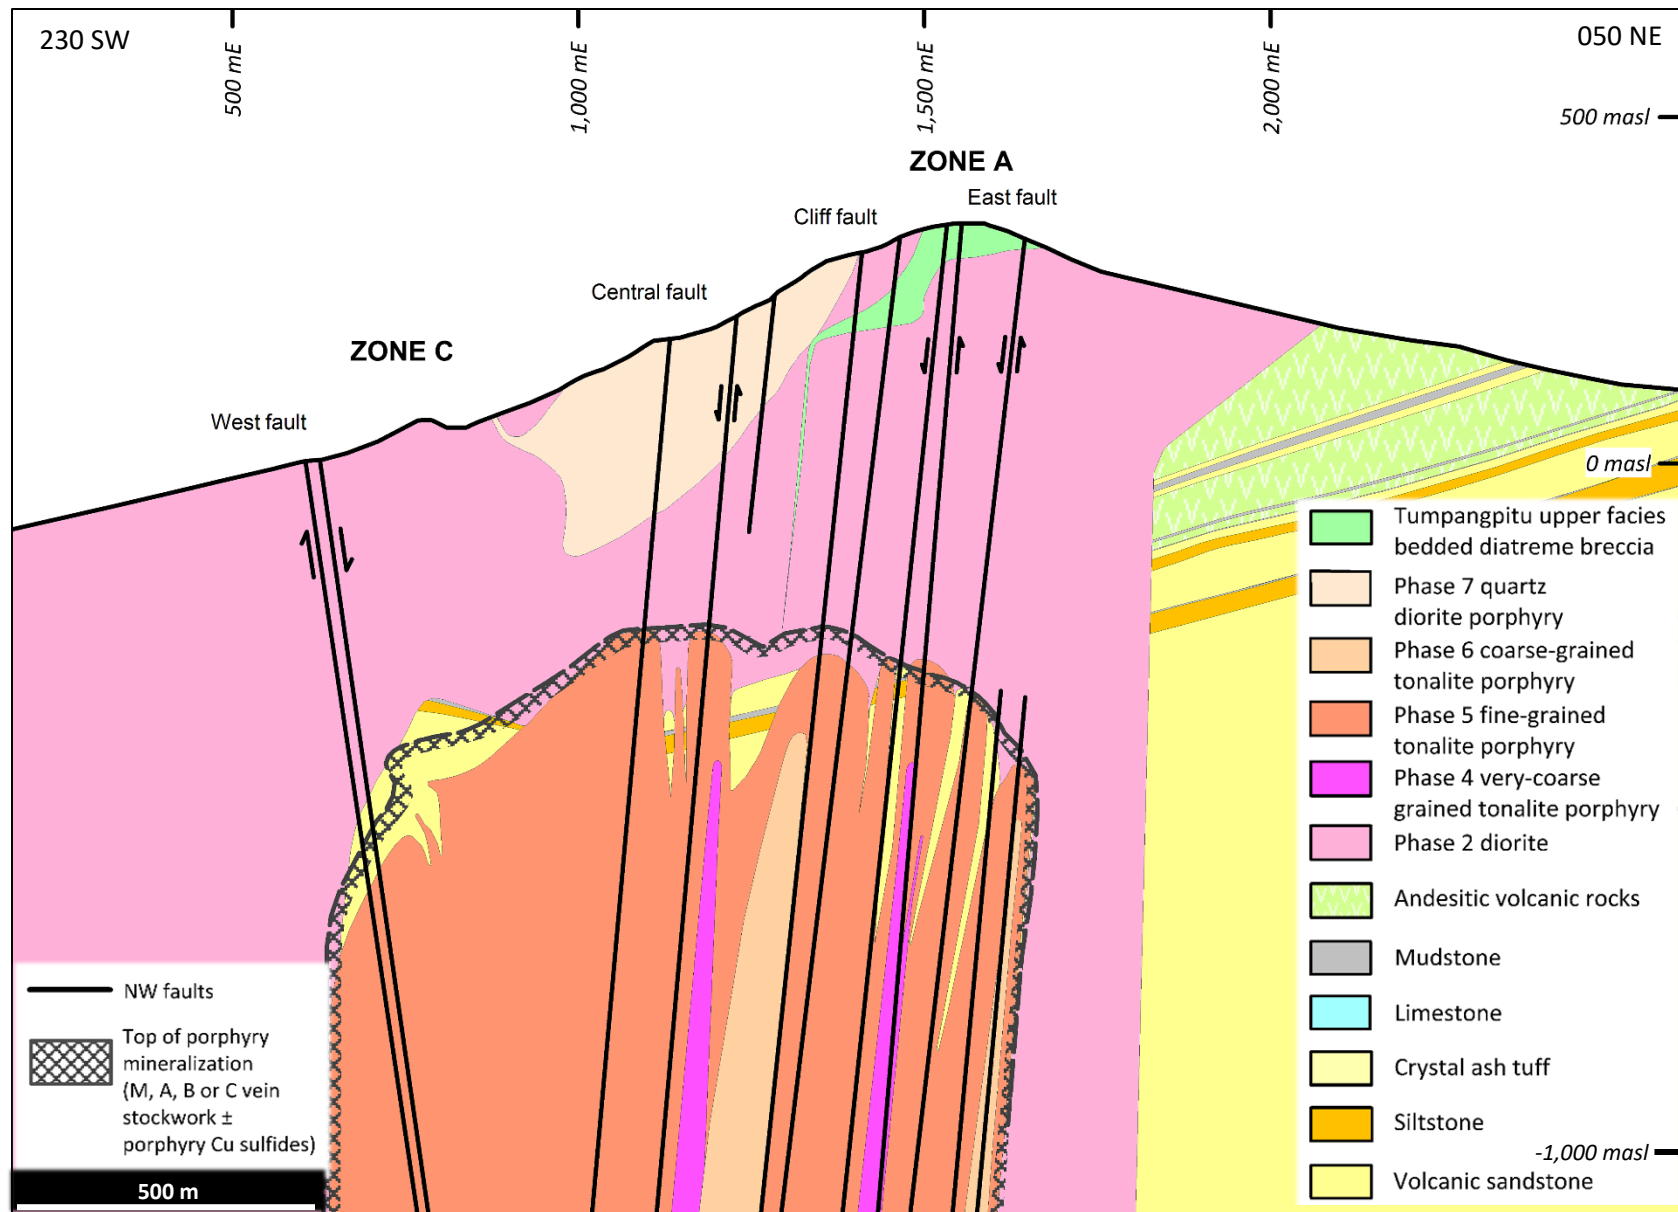 230 SW
050 NE
500 mE
1,000 mE
1,500 mE
2,000 mE
500 masl
ZONE A
East fault
Cliff fault
Central fault
ZONE C
West fault
0 masl
Tumpangpitu upper facies
bedded diatreme breccia
Phase 7 quartz
diorite porphyry
Phase 6 coarse-grained
tonalite porphyry
Phase 5 fine-grained
tonalite porphyry
Phase 4 very-coarse
grained tonalite porphyry
Phase 2 diorite
Andesitic volcanic rocks
Mudstone
Limestone
Crystal ash tuff
Siltstone
-1,000 masl
Volcanic sandstone
NW faults
Top of porphyry
mineralization
(M, A, B or C vein
stockwork ±
porphyry Cu sulfides)
500 m